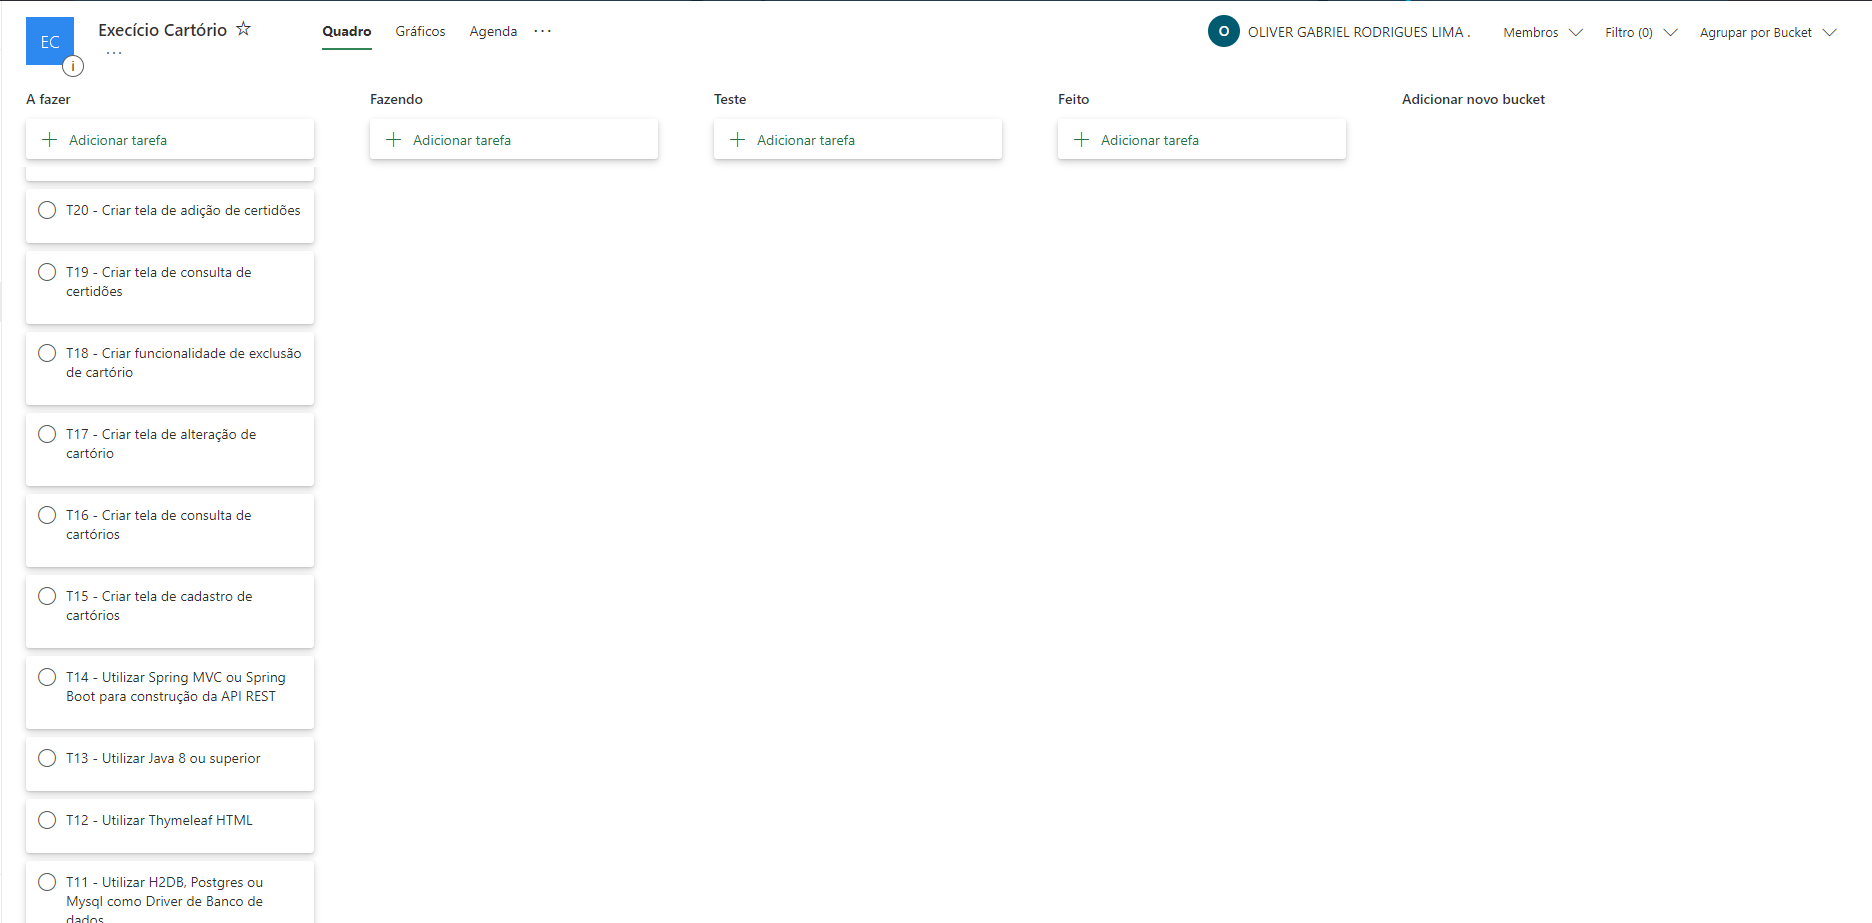 EC
Execício Cartório
Quadro
Gráficos
Agenda
OLIVER GABRIEL RODRIGUES LIMA .
Membros
Filtro (0)
Agrupar por Bucket
i
O
A fazer
Fazendo
Teste
Feito
Adicionar novo bucket
Adicionar tarefa
Adicionar tarefa
Adicionar tarefa
Adicionar tarefa
T20 - Criar tela de adição de certidões
T19 - Criar tela de consulta de
certidões
T18 - Criar funcionalidade de exclusão
de cartório
T17 - Criar tela de alteração de
cartório
T16 - Criar tela de consulta de
cartórios
T15 - Criar tela de cadastro de
cartórios
T14 - Utilizar Spring MVC ou Spring
Boot para construção da API REST
T13 - Utilizar Java 8 ou superior
T12 - Utilizar Thymeleaf HTML
T11 - Utilizar H2DB, Postgres ou
Mysql como Driver de Banco de
dados